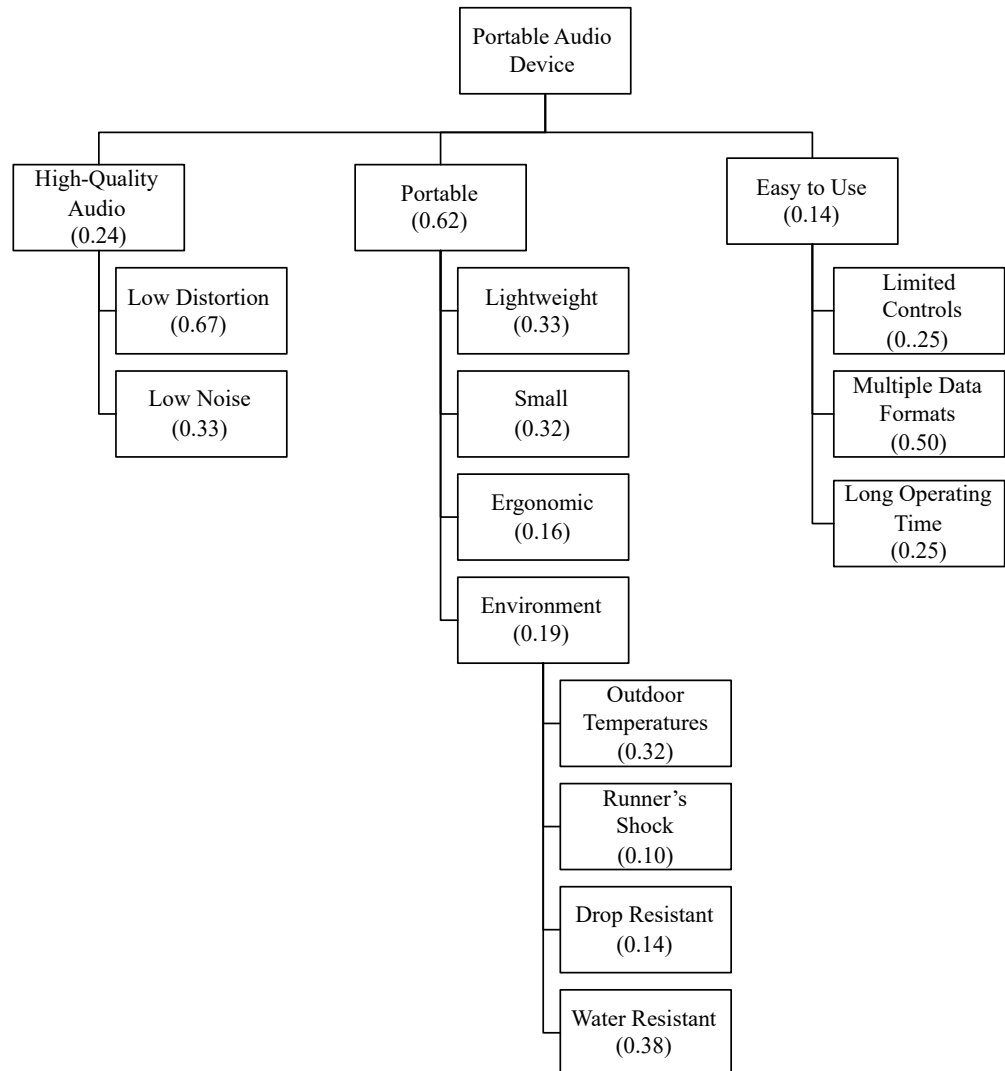 Portable Audio
Device
High-Quality
Audio
(0.24)
Low Distortion
(0.67)
Low Noise
(0.33)
Portable
(0.62)
Lightweight
(0.33)
Small
(0.32)
Ergonomic
(0.16)
Environment
(0.19)
Outdoor
Temperatures
(0.32)
Runner’s
Shock
(0.10)
Drop Resistant
(0.14)
Water Resistant
(0.38)
Easy to Use
(0.14)
Limited
Controls
(0..25)
Multiple Data
Formats
(0.50)
Long Operating
Time
(0.25)